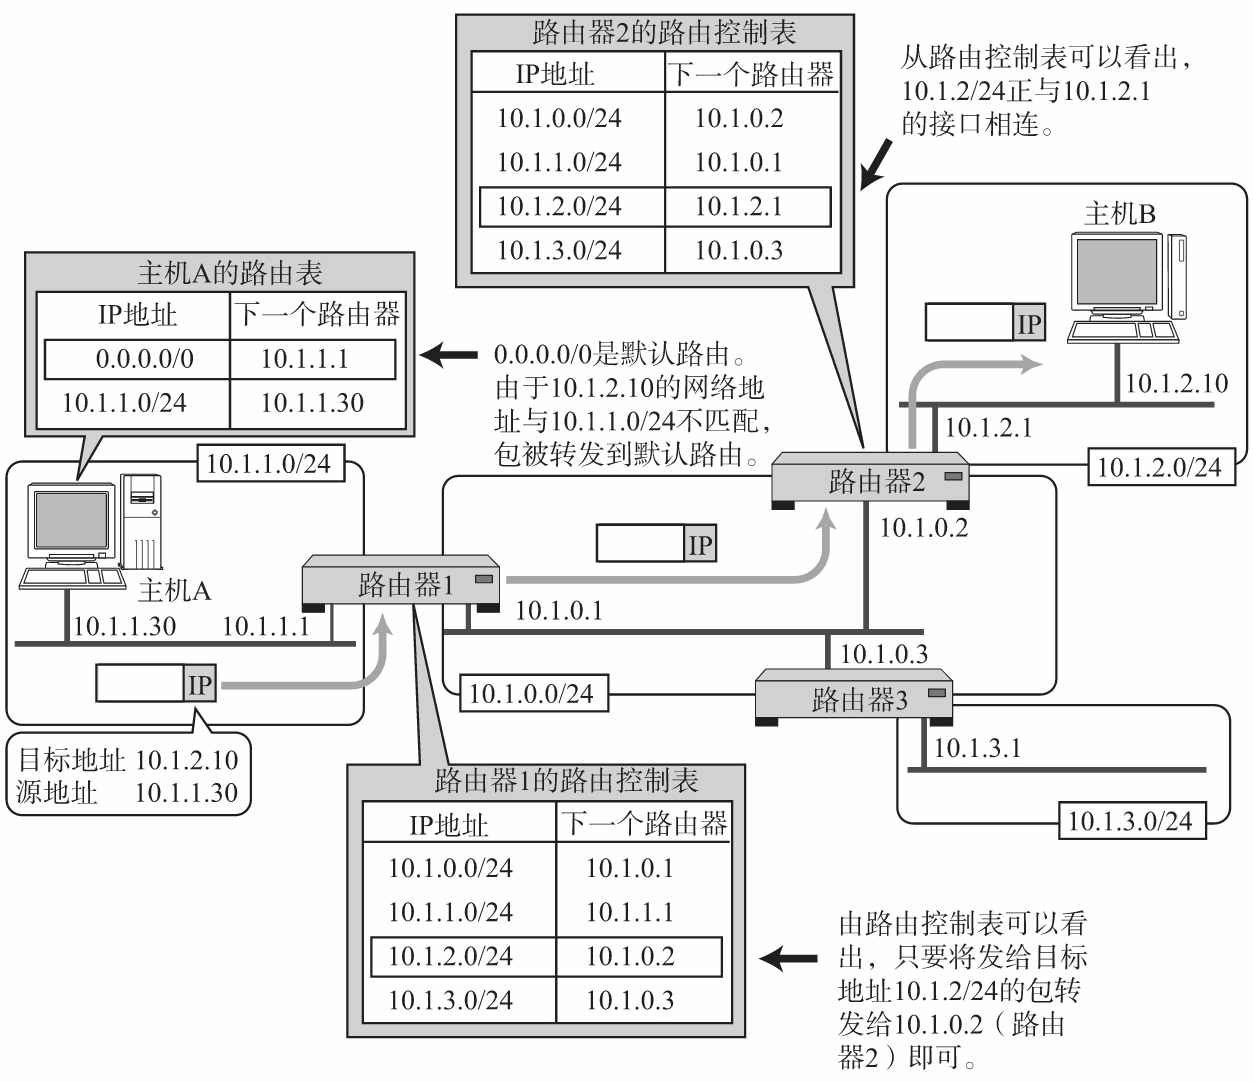 路由器2的路由控制表
IP地址 下一个路由器
10.1.0.0/24 10.1.0.2
10.1.1.0/24 10.1.0.1
10.1.2.0/24 10.1.2.1
10.1.3.0/24 10.1.0.3
从路由控制表可以看出，
10.1.2/24正与10.1.2.1
的接口相连。
主机B
IP
10.1.2.10
10.1.2.1
10.1.2.0/24
主机A的路由表
IP地址 下一个路由器
0.0.0.0/0 10.1.1.1
10.1.1.0/24 10.1.1.30
0.0.0.0/0是默认路由。
由于10.1.2.10的网络地
址与10.1.1.0/24不匹配，
包被转发到默认路由。
10.1.1.0/24
主机A
10.1.1.30 10.1.1.1
IP
目标地址 10.1.2.10
源地址 10.1.1.30
路由器1
10.1.0.1
IP
路由器2
10.1.0.2
10.1.0.3
10.1.0.0/24
路由器3
10.1.3.1
10.1.3.0/24
路由器1的路由控制表
IP地址 下一个路由器
10.1.0.0/24 10.1.0.1
10.1.1.0/24 10.1.1.1
10.1.2.0/24 10.1.0.2
10.1.3.0/24 10.1.0.3
由路由控制表可以看
出，只要将发给目标
地址10.1.2/24的包转
发给10.1.0.2（路由
器2）即可。